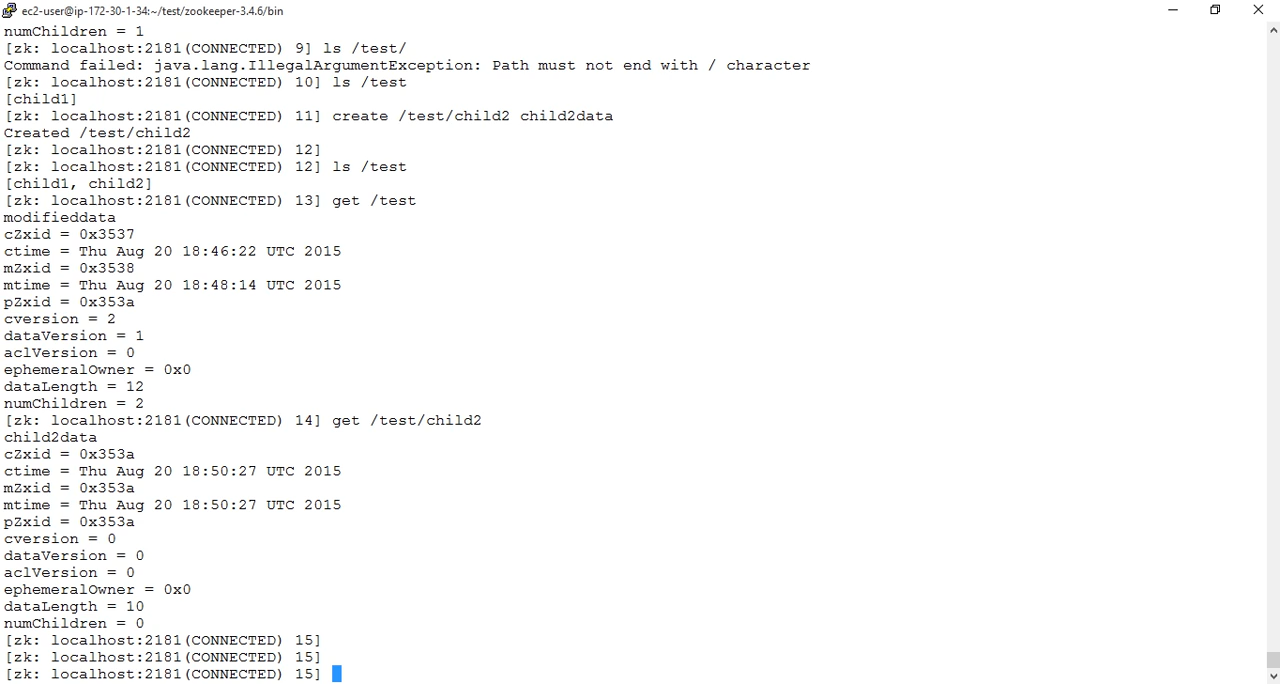 ec2-user@ip-172-30-1-34:~/test/zookeeper-3.4.6/bin
numChildren = 1
[zk: localhost:2181(CONNECTED) 9] ls /test/
Command failed: java.lang.IllegalArgumentException: Path must not end with / character
[zk: localhost:2181(CONNECTED) 10] ls /test
[child1]
[zk: localhost:2181(CONNECTED) 11] create /test/child2 child2data
Created /test/child2
[zk: localhost:2181(CONNECTED) 12]
[zk: localhost:2181(CONNECTED) 12] ls /test
[child1, child2]
[zk: localhost:2181(CONNECTED) 13] get /test
modifieddata
cZxid = 0x3537
ctime = Thu Aug 20 18:46:22 UTC 2015
mZxid = 0x3538
mtime = Thu Aug 20 18:48:14 UTC 2015
pZxid = 0x353a
cversion = 2
dataVersion = 1
aclVersion = 0
ephemeralOwner = 0x0
dataLength = 12
numChildren = 2
[zk: localhost:2181(CONNECTED) 14] get /test/child2
child2data
cZxid = 0x353a
ctime = Thu Aug 20 18:50:27 UTC 2015
mZxid = 0x353a
mtime = Thu Aug 20 18:50:27 UTC 2015
pZxid = 0x353a
cversion = 0
dataVersion = 0
aclVersion = 0
ephemeralOwner = 0x0
dataLength = 10
numChildren = 0
[zk: localhost:2181(CONNECTED) 15]
[zk: localhost:2181(CONNECTED) 15]
[zk: localhost:2181(CONNECTED) 15]